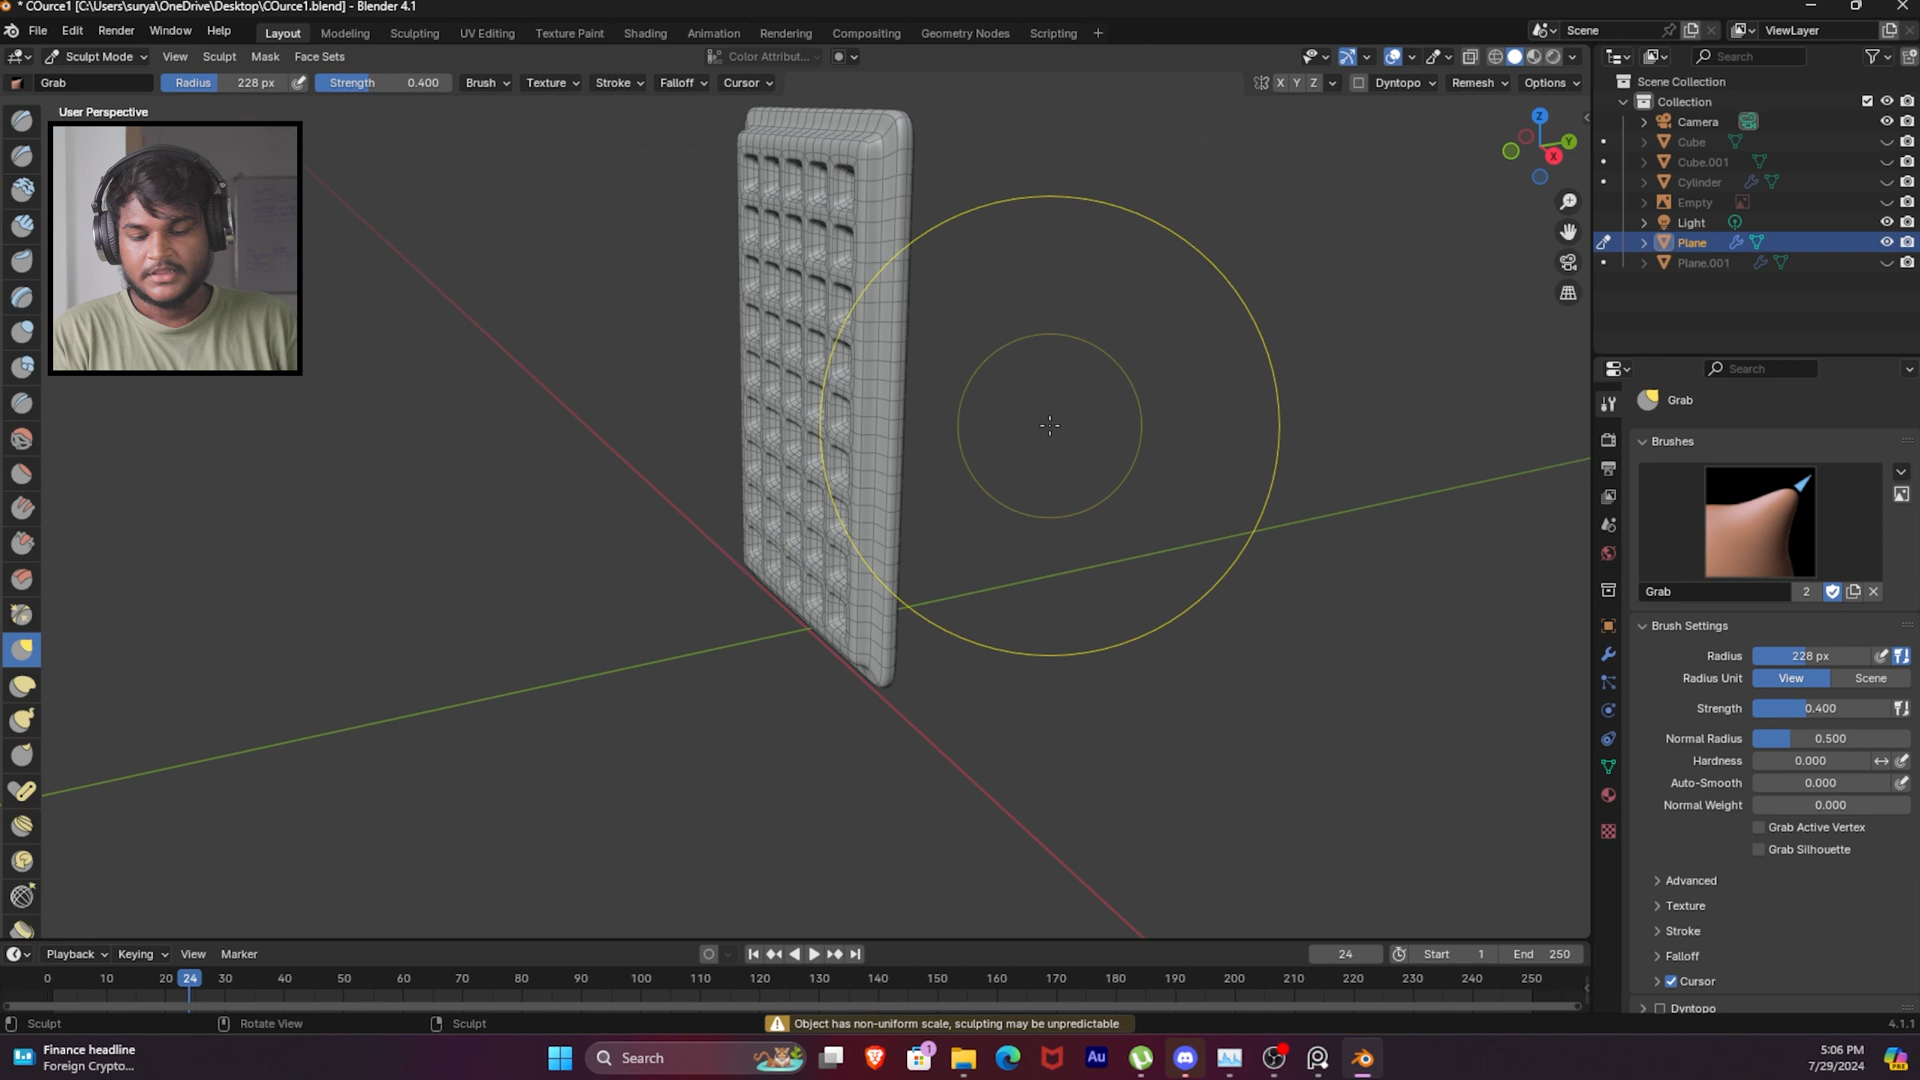 * COurce1 [C:\Users\surya\OneDrive\Desktop\COurce1.blend] - Blender 4.1
File Edit Render Window Help Layout Modeling Sculpting UV Editing Texture Paint Shading Animation Rendering Compositing Geometry Nodes Scripting + Scene ViewLayer
Sculpt Mode View Sculpt Mask Face Sets Color Attribut... Search
Grab Radius 228 px Strength 0.400 Brush Texture Stroke Falloff Cursor X Y Z Dyntopo Remesh Options
User Perspective
Z
Y
X
Scene Collection
Collection
Camera
Cube
Cube.001
Cylinder
Empty
Light
Plane
Plane.001
Search
Grab
Brushes
Grab 2
Brush Settings
Radius 228 px
Radius Unit View Scene
Strength 0.400
Normal Radius 0.500
Hardness 0.000
Auto-Smooth 0.000
Normal Weight 0.000
Grab Active Vertex
Grab Silhouette
Advanced
Texture
Stroke
Falloff
Cursor
Dyntopo
Playback Keying View Marker 24 Start 1 End 250
0 10 20 24 30 40 50 60 70 80 90 100 110 120 130 140 150 160 170 180 190 200 210 220 230 240 250
Sculpt Rotate View Sculpt Object has non-uniform scale, sculpting may be unpredictable 4.1.1
Finance headline
Foreign Crypto...
Search
1
Au
5:06 PM
7/29/2024
PRE